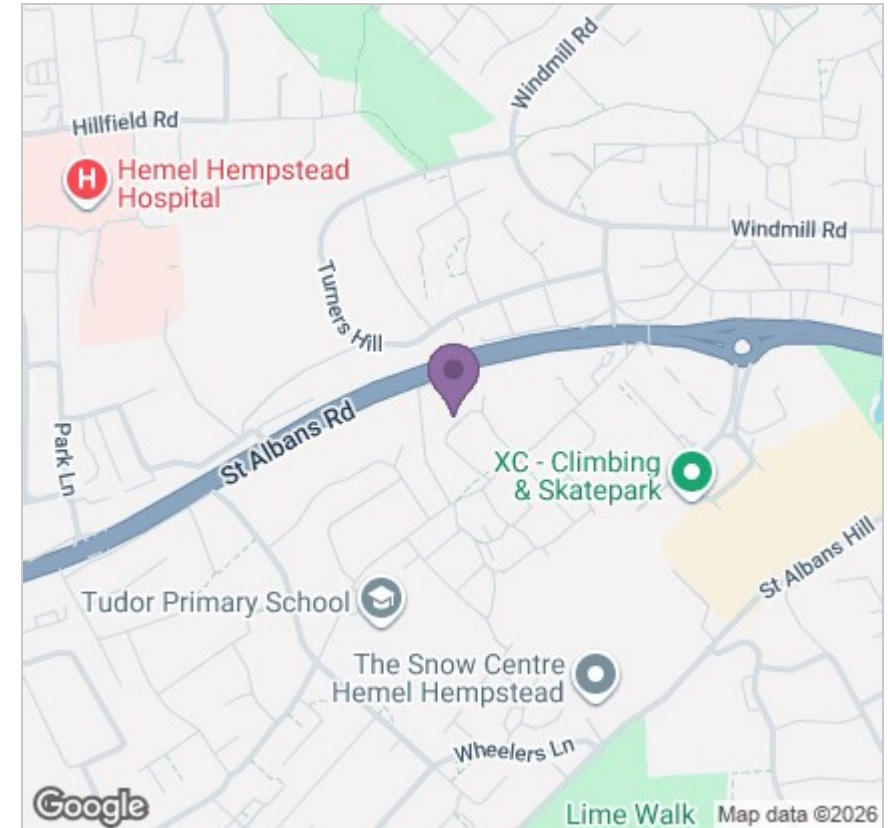 Windmill Rd
Hillfield Rd
H
Hemel Hempstead
Hospital
Windmill Rd
Turners Hill
St Albans Rd
Park Ln
XC - Climbing
& Skatepark
St Albans Hill
Tudor Primary School
The Snow Centre
Hemel Hempstead
Wheelers Ln
Google
Lime Walk
Map data ©2026